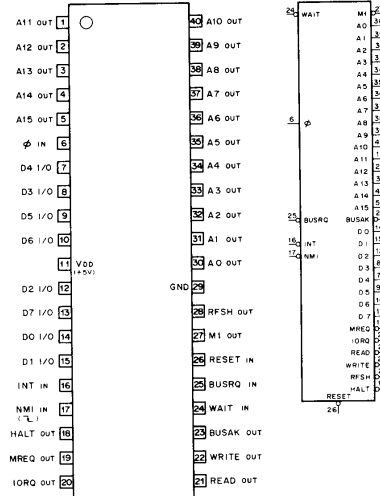 A11 OUT 1 40 A10 OUT
A12 OUT 2 39 A9 OUT
A13 OUT 3 38 A8 OUT
A14 OUT 4 37 A7 OUT
A15 OUT 5 36 A6 OUT
φ IN 6 35 A5 OUT
D4 I/O 7 34 A4 OUT
D3 I/O 8 33 A3 OUT
D5 I/O 9 32 A2 OUT
D6 I/O 10 31 A1 OUT
11 VDD 30 A0 OUT
(+5V)
D2 I/O 12 GND 29
D7 I/O 13 28 RFSH OUT
D0 I/O 14 27 M1 OUT
D1 I/O 15 26 RESET IN
INT IN 16 25 BUSRQ IN
NMI IN 17 24 WAIT IN
HALT OUT 18 23 BUSAK OUT
MREQ OUT 19 22 WRITE OUT
IORQ OUT 20 21 READ OUT
24 WAIT M1
A0
A1
A2
A3
A4
A5
A6
A7
6 φ A8
A9
A10
A11
A12
A13
A14
A15
25 BUSRQ BUSAK
D0
16 INT D1
17 NMI D2
D3
D4
D5
D6
D7
MREQ
IORQ
READ
WRITE
RFSH
HALT
RESET
26